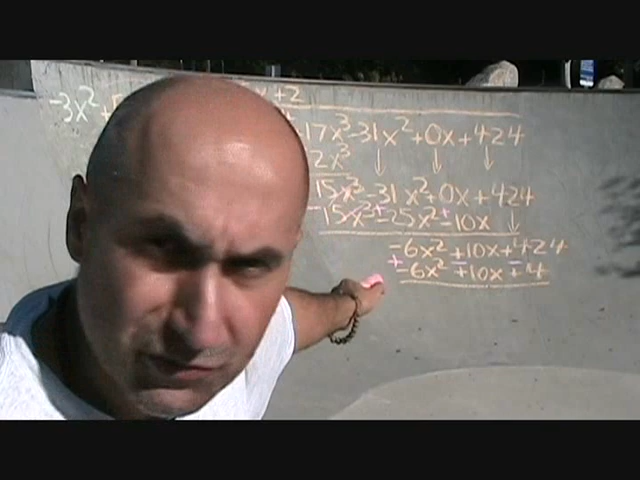 -3x² + x+2
17x³-31x²+0x+424
2x³
15x³-31x²+0x+424
-15x³+-25x²+-10x
-6x²+10x+424
+-6x²+10x+4